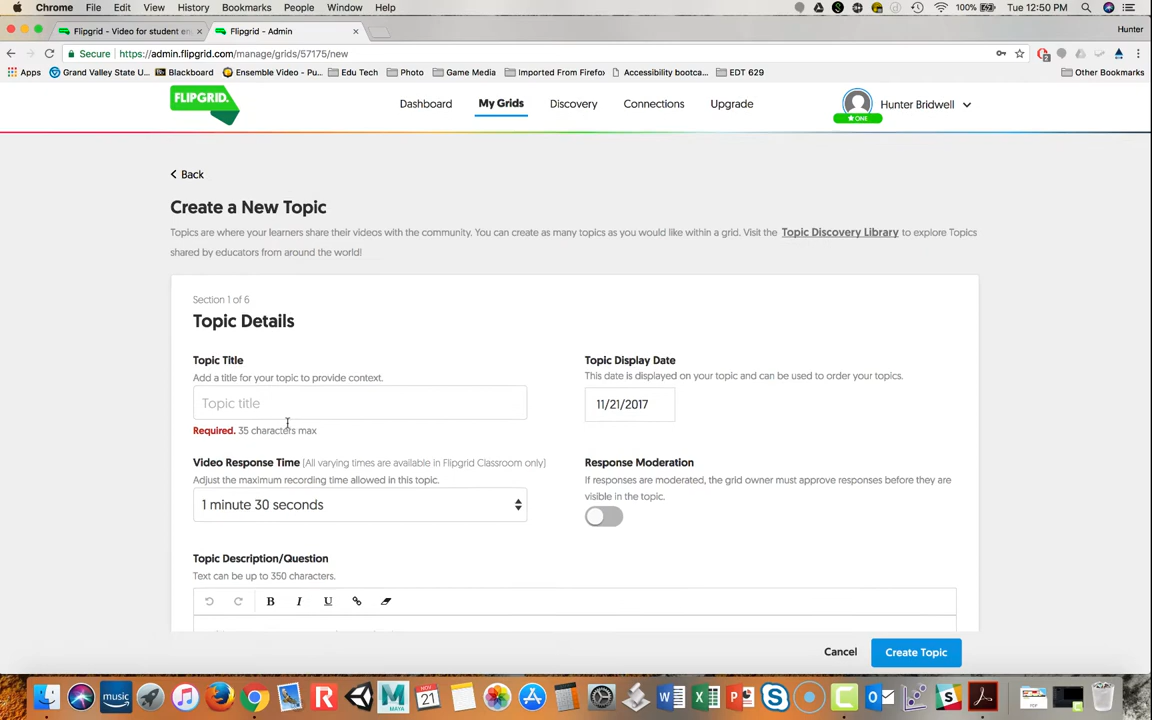 Chrome File Edit View History Bookmarks People Window Help 100% Tue 12:50 PM
Flipgrid - Video for student en Flipgrid - Admin Hunter
Secure https://admin.flipgrid.com/manage/grids/57175/new
Apps Grand Valley State U... Blackboard Ensemble Video - Pu... Edu Tech Photo Game Media Imported From Firefox Accessibility bootca... EDT 629 Other Bookmarks
FLIPGRID. Dashboard My Grids Discovery Connections Upgrade Hunter Bridwell
ONE
Back
Create a New Topic
Topics are where your learners share their videos with the community. You can create as many topics as you would like within a grid. Visit the Topic Discovery Library to explore Topics
shared by educators from around the world!
Section 1 of 6
Topic Details
Topic Title
Add a title for your topic to provide context.
Topic title
Required. 35 characters max
Topic Display Date
This date is displayed on your topic and can be used to order your topics.
11/21/2017
Video Response Time [All varying times are available in Flipgrid Classroom only]
Adjust the maximum recording time allowed in this topic.
1 minute 30 seconds
Response Moderation
If responses are moderated, the grid owner must approve responses before they are
visible in the topic.
Topic Description/Question
Text can be up to 350 characters.
B I U
Cancel Create Topic
music NOV 21